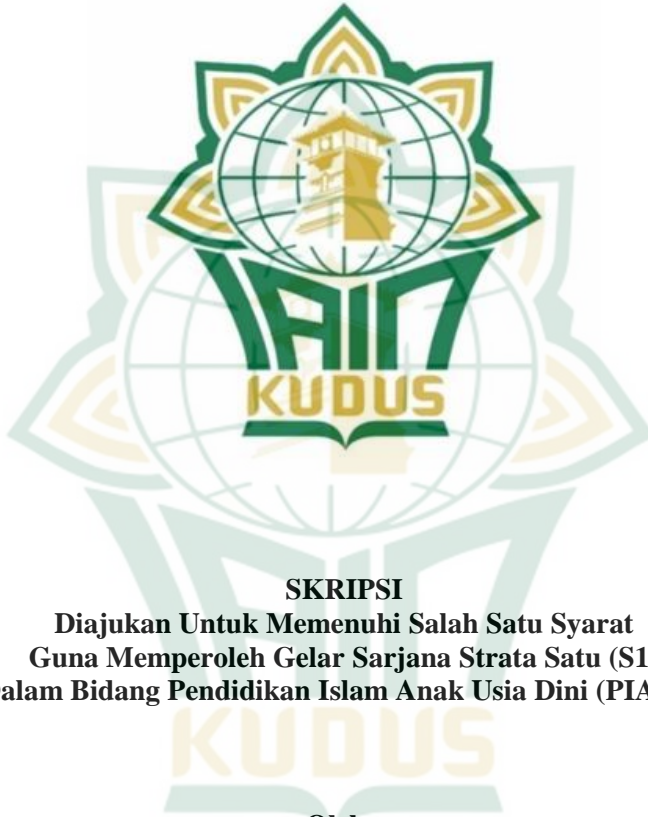 IAIN
KUDUS
SKRIPSI
Diajukan Untuk Memenuhi Salah Satu Syarat
Guna Memperoleh Gelar Sarjana Strata Satu (S1
alam Bidang Pendidikan Islam Anak Usia Dini (PIA
KUDUS